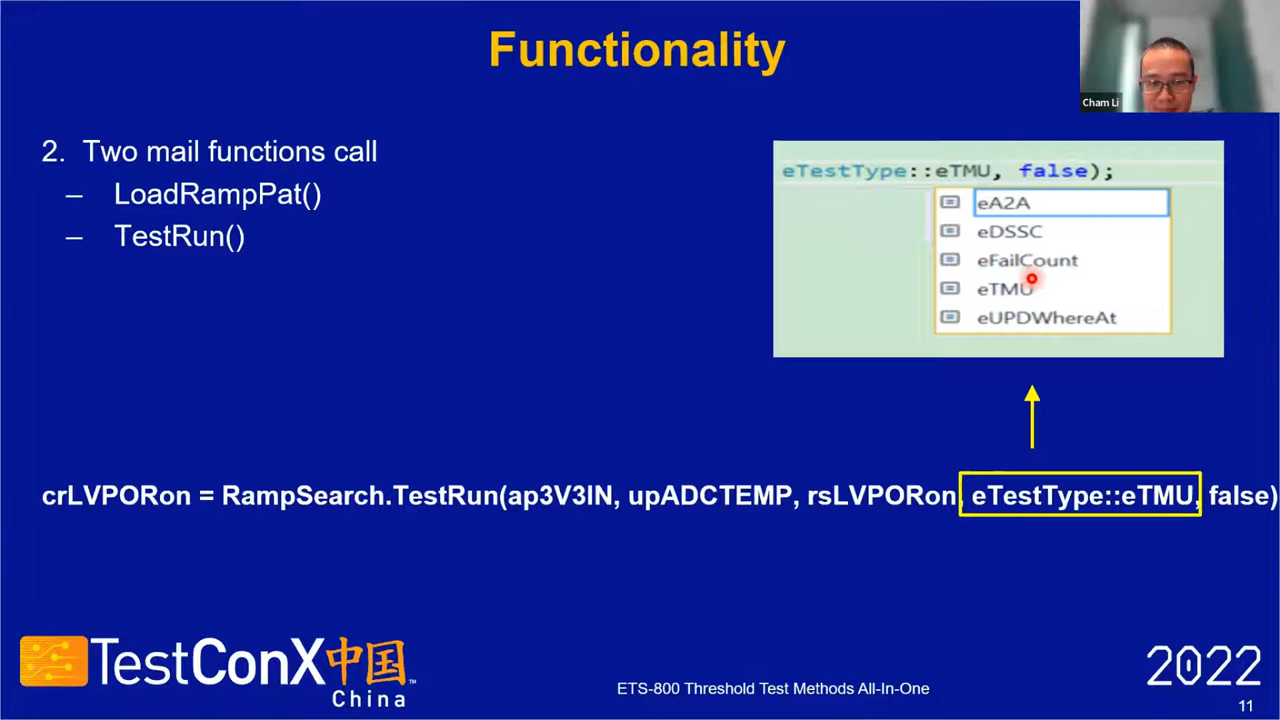 Functionality
Cham Li
2. Two mail functions call
– LoadRampPat()
– TestRun()
eTestType::eTMU, false);
eA2A
eDSSC
eFailCount
eTMU
eUPDWhereAt
crLVPORon = RampSearch.TestRun(ap3V3IN, upADCTEMP, rsLVPORon, eTestType::eTMU, false)
TestConX中国
China
ETS-800 Threshold Test Methods All-In-One
2022
11